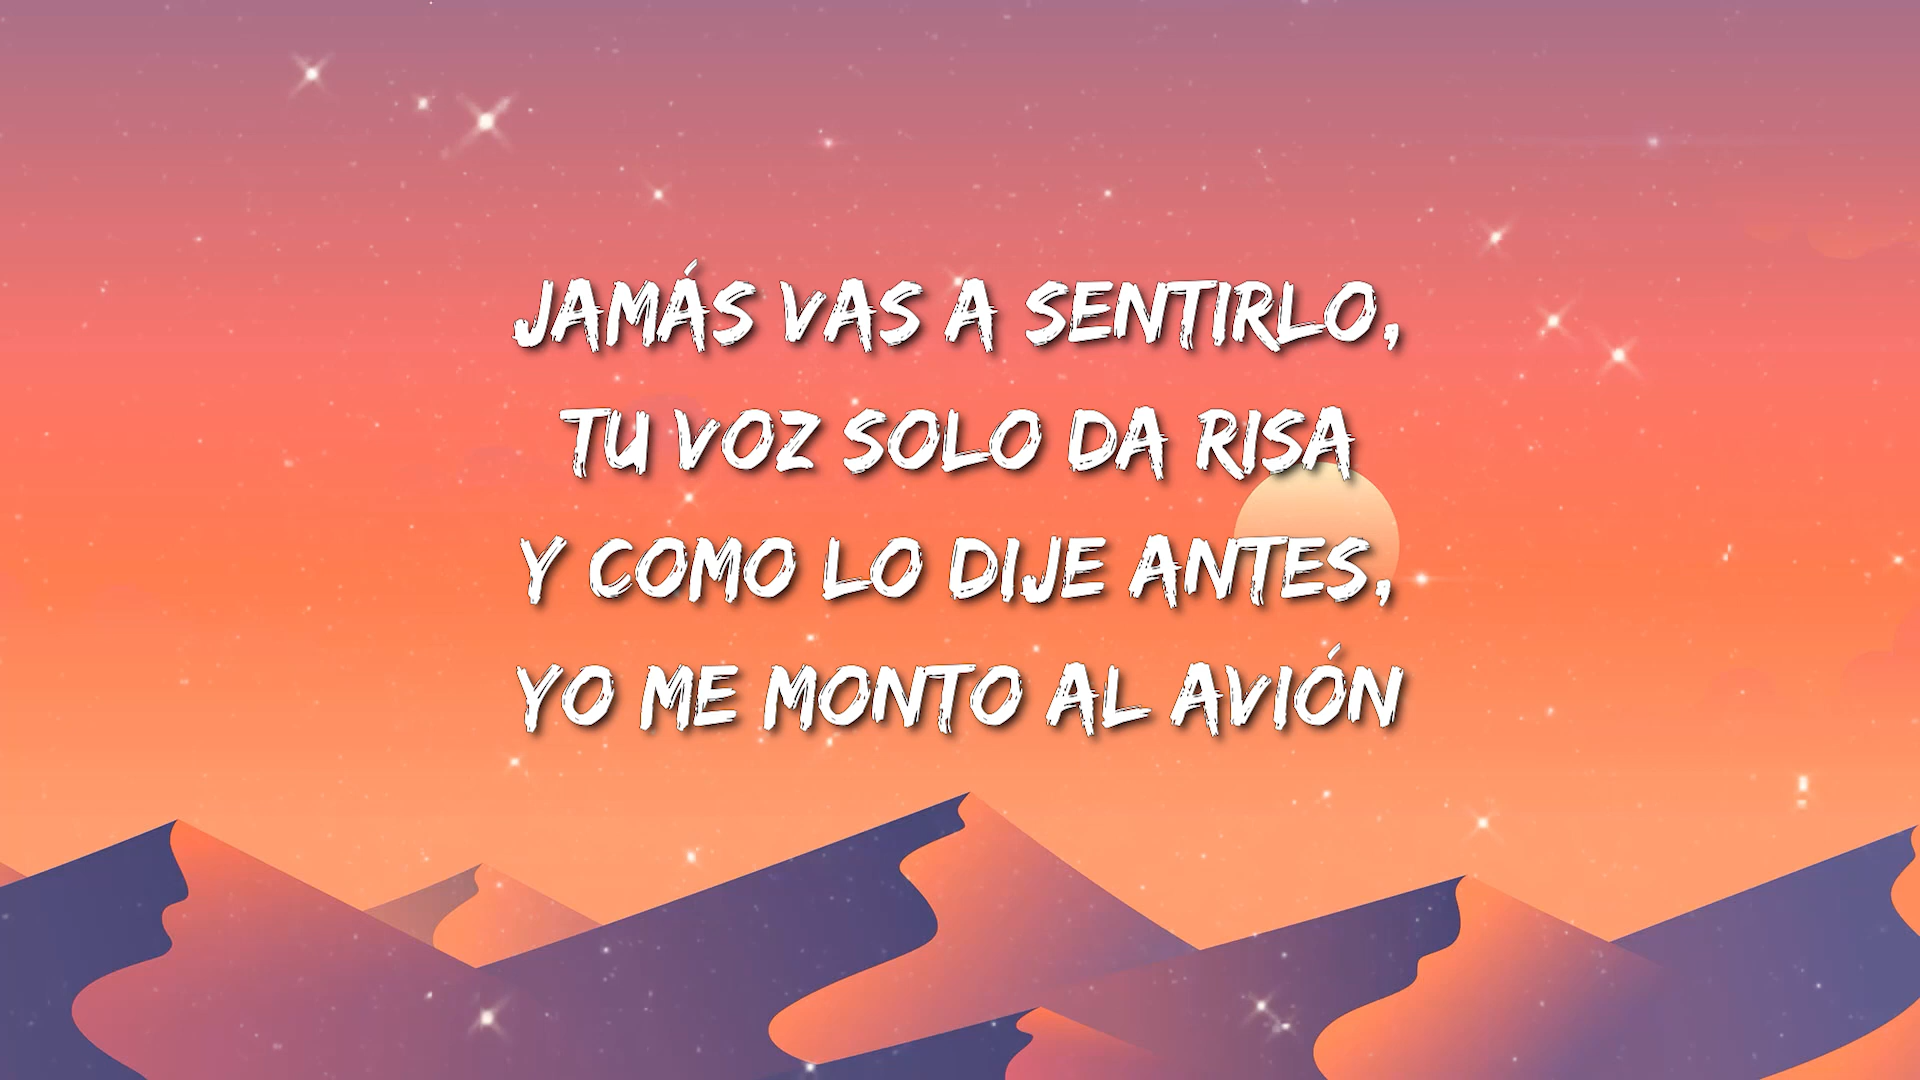 JAMÁS VAS A SENTIRLO,
TU VOZ SOLO DA RISA
Y COMO LO DIJE ANTES,
YO ME MONTO AL AVIÓN